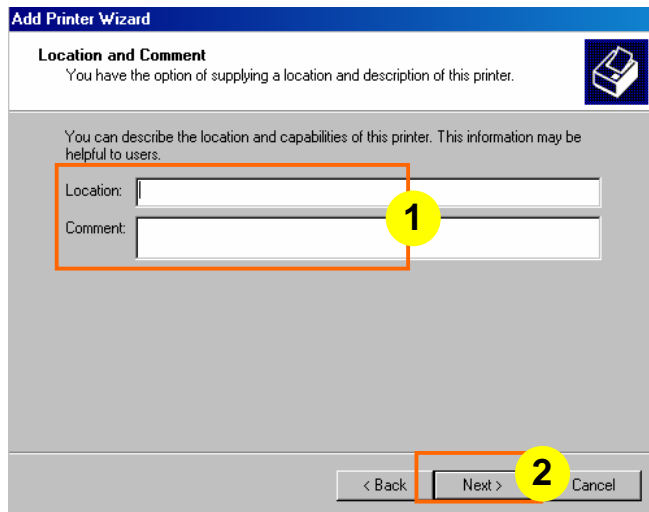 Add Printer Wizard
Location and Comment
You have the option of supplying a location and description of this printer.
You can describe the location and capabilities of this printer. This information may be
helpful to users.
Location:
1
Comment:
< Back
Next >
2
Cancel